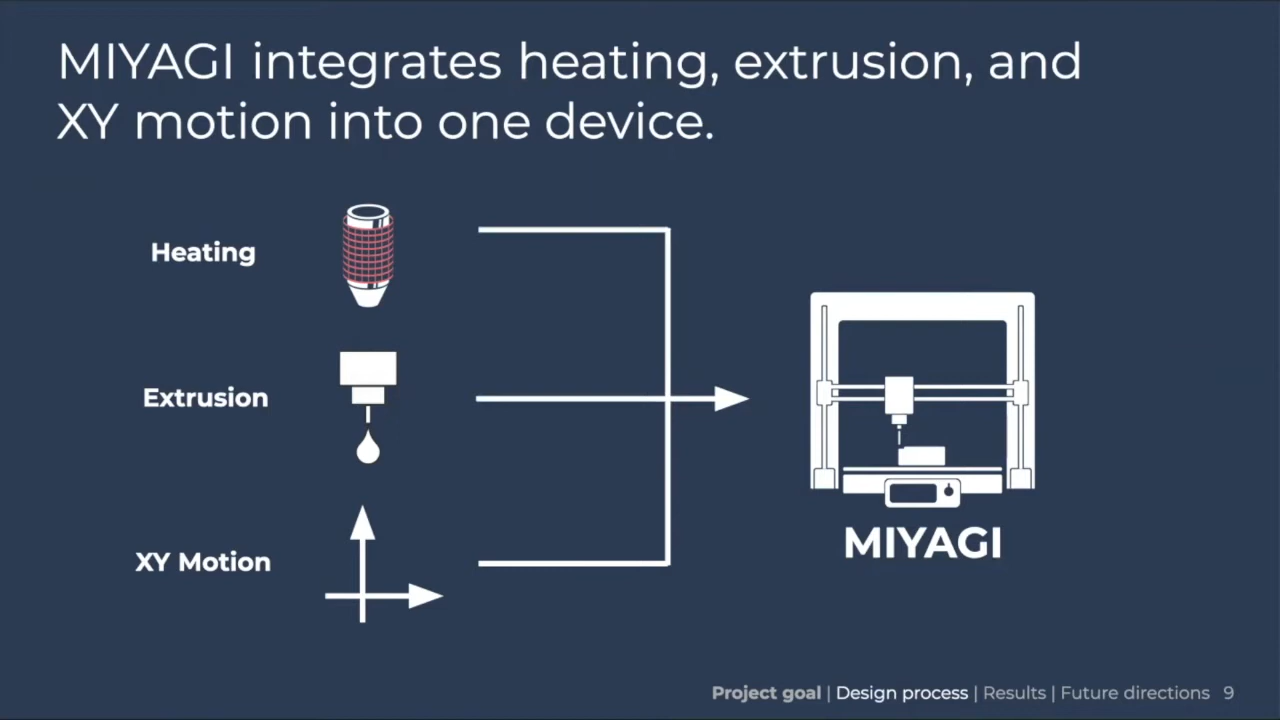 MIYAGI integrates heating, extrusion, and
XY motion into one device.
Heating
Extrusion
XY Motion
MIYAGI
Project goal | Design process | Results | Future directions 9